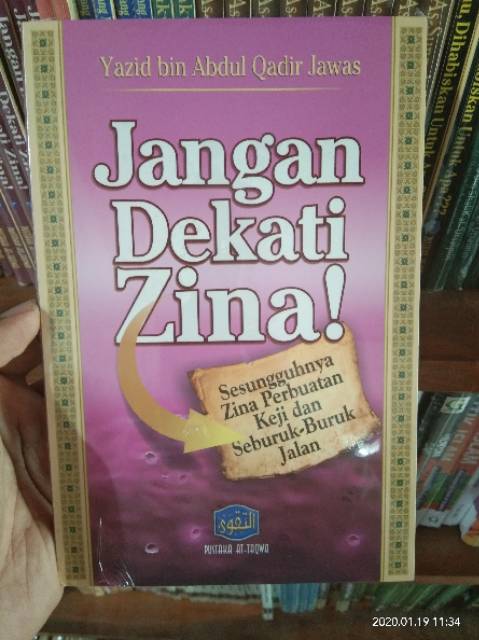 Yazid bin Abdul Qadir Jawas
Jangan
Dekati
Zina!
Sesungguhnya
Zina Perbuatan
Keji dan
Seburuk-Buruk
Jalan
التقوى
PUSTAKA AT-TAQWA
2020.01.19 11:34